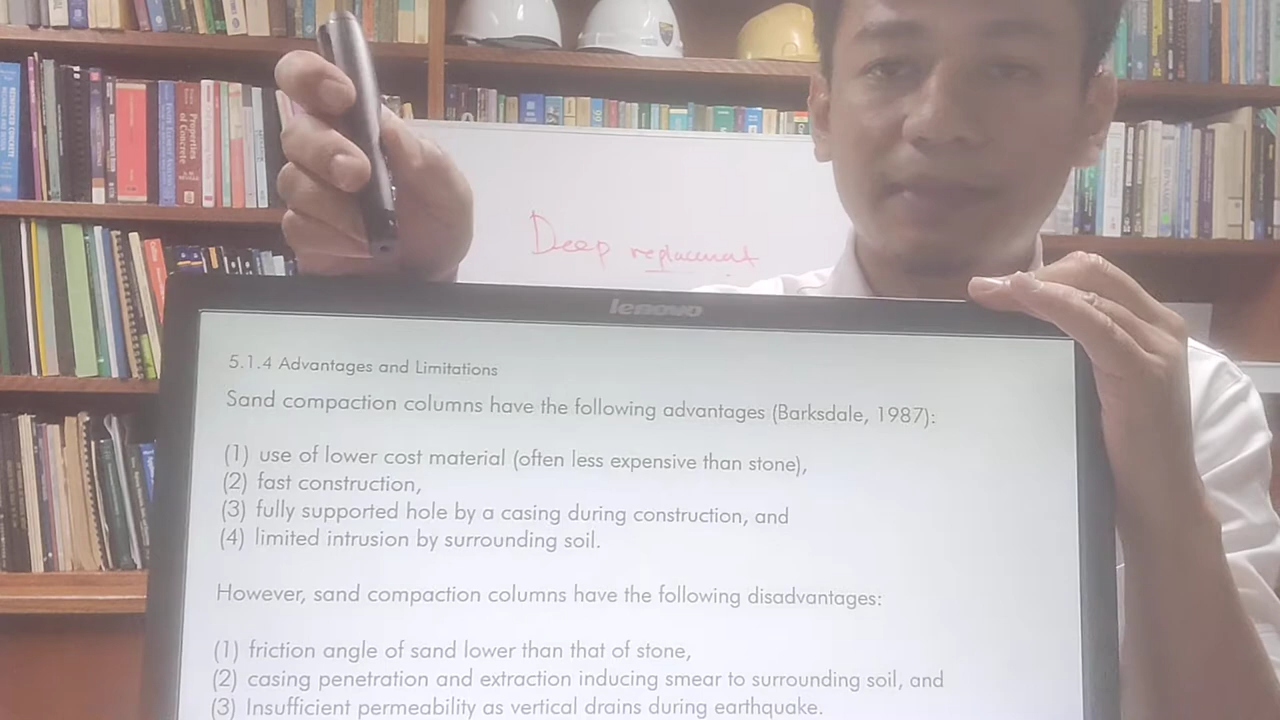 Properties of Concrete
Deep replacement
lenovo
5.1.4 Advantages and Limitations
Sand compaction columns have the following advantages (Barksdale, 1987):
(1) use of lower cost material (often less expensive than stone),
(2) fast construction,
(3) fully supported hole by a casing during construction, and
(4) limited intrusion by surrounding soil.
However, sand compaction columns have the following disadvantages:
(1) friction angle of sand lower than that of stone,
(2) casing penetration and extraction inducing smear to surrounding soil, and
(3) Insufficient permeability as vertical drains during earthquake.